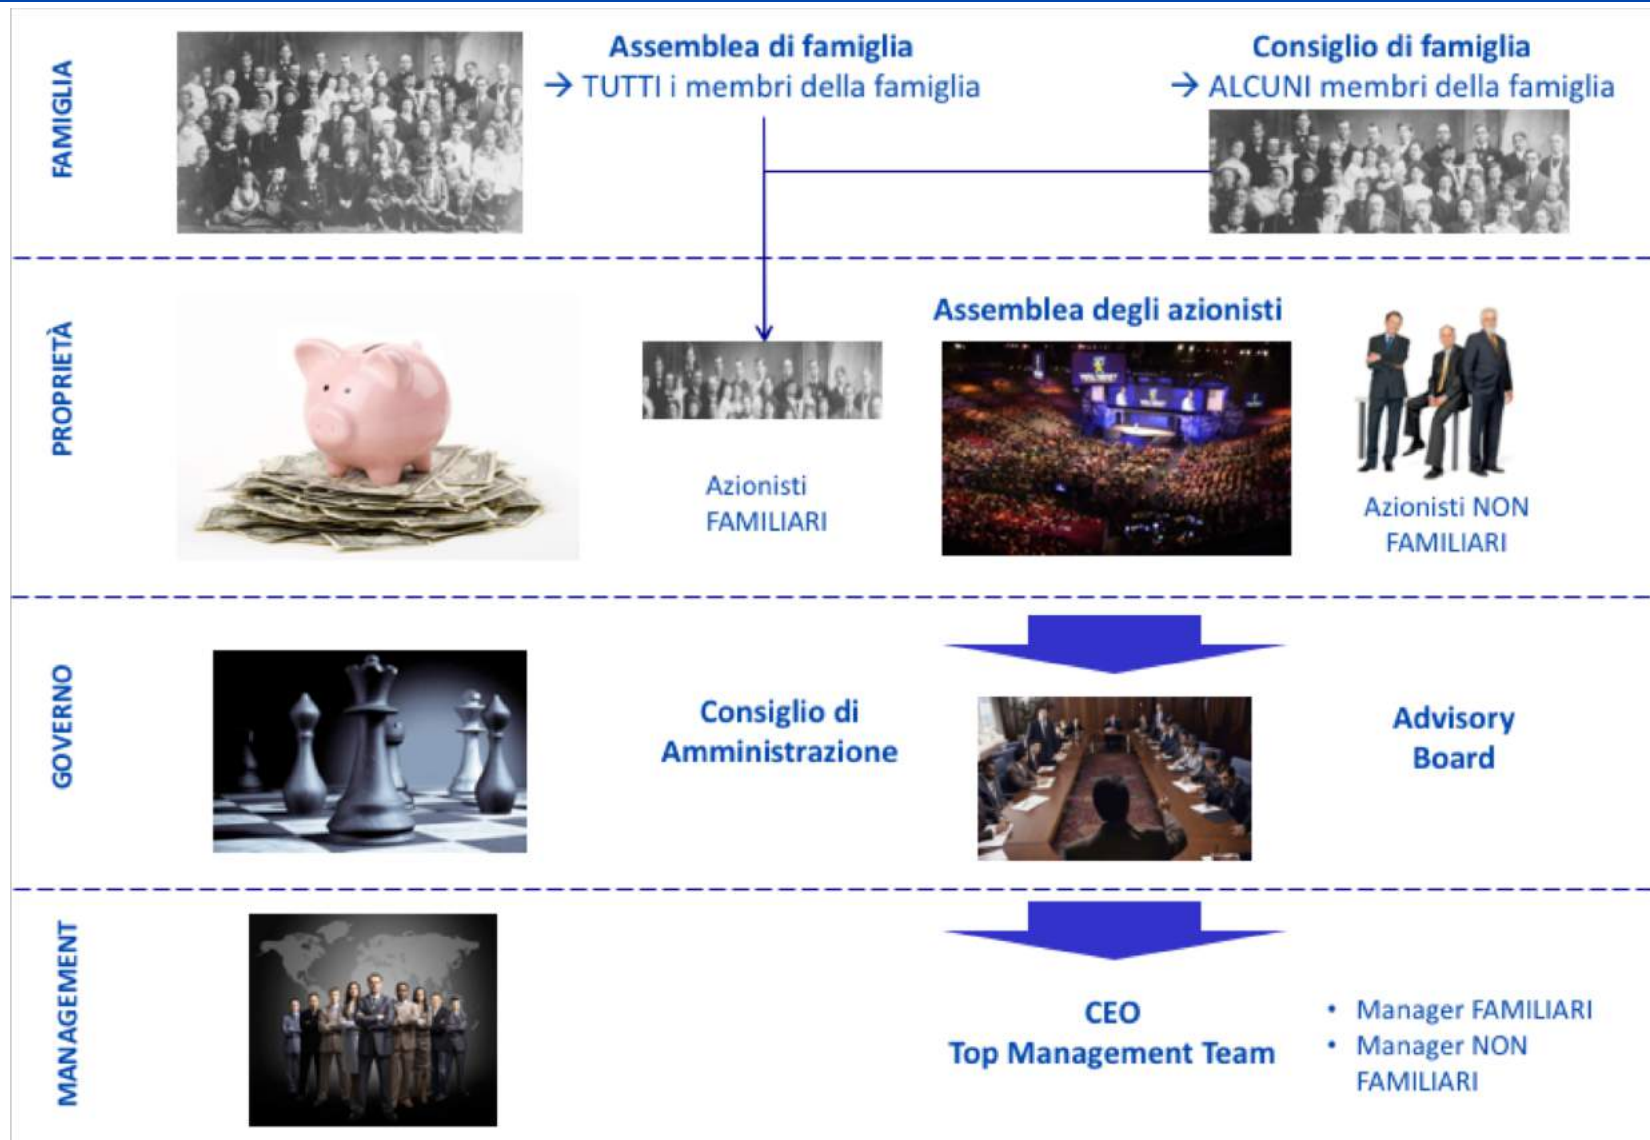 FAMIGLIA
Assemblea di famiglia
→ TUTTI i membri della famiglia
Consiglio di famiglia
→ ALCUNI membri della famiglia
PROPRIETÀ
Azionisti
FAMILIARI
Assemblea degli azionisti
Azionisti NON
FAMILIARI
GOVERNO
Consiglio di
Amministrazione
Advisory
Board
MANAGEMENT
CEO
Top Management Team
• Manager FAMILIARI
• Manager NON
FAMILIARI